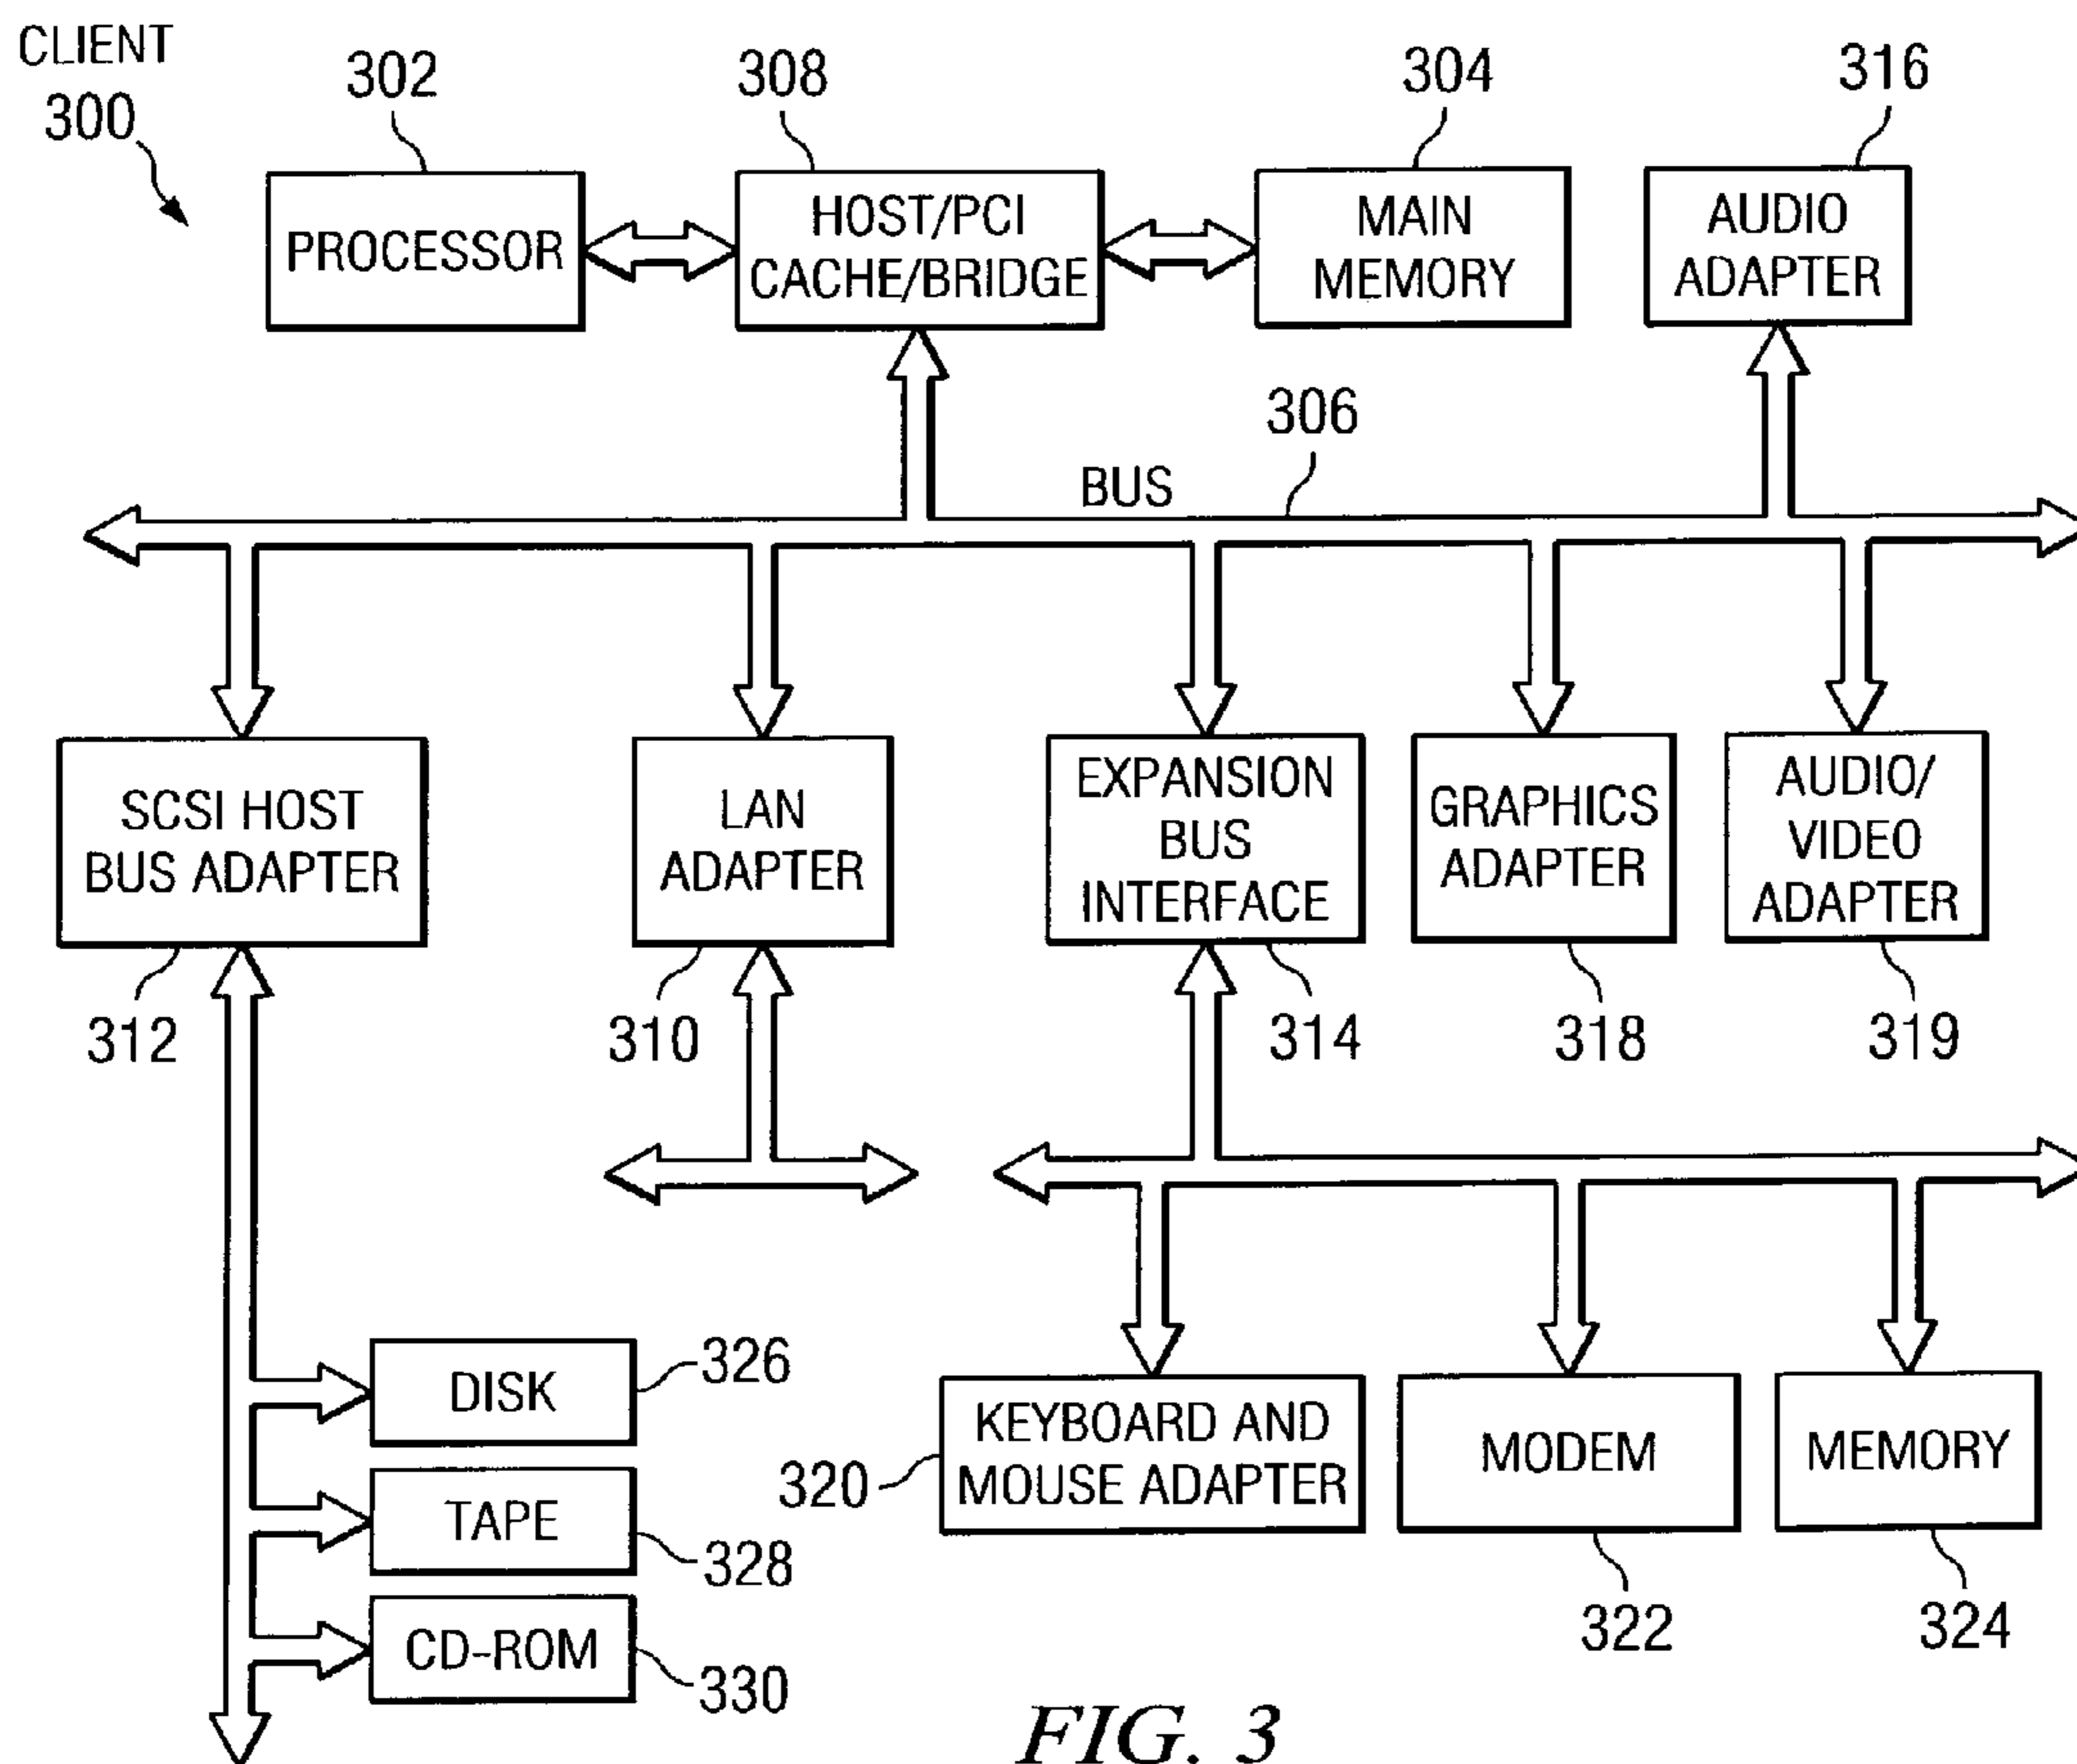 CLIENT
300
302
308
304
316
PROCESSOR
HOST/PCI
CACHE/BRIDGE
MAIN
MEMORY
AUDIO
ADAPTER
306
BUS
SCSI HOST
BUS ADAPTER
LAN
ADAPTER
EXPANSION
BUS
INTERFACE
GRAPHICS
ADAPTER
AUDIO/
VIDEO
ADAPTER
312
310
314
318
319
DISK
326
TAPE
328
CD-ROM
330
320
KEYBOARD AND
MOUSE ADAPTER
MODEM
MEMORY
322
324
FIG. 3